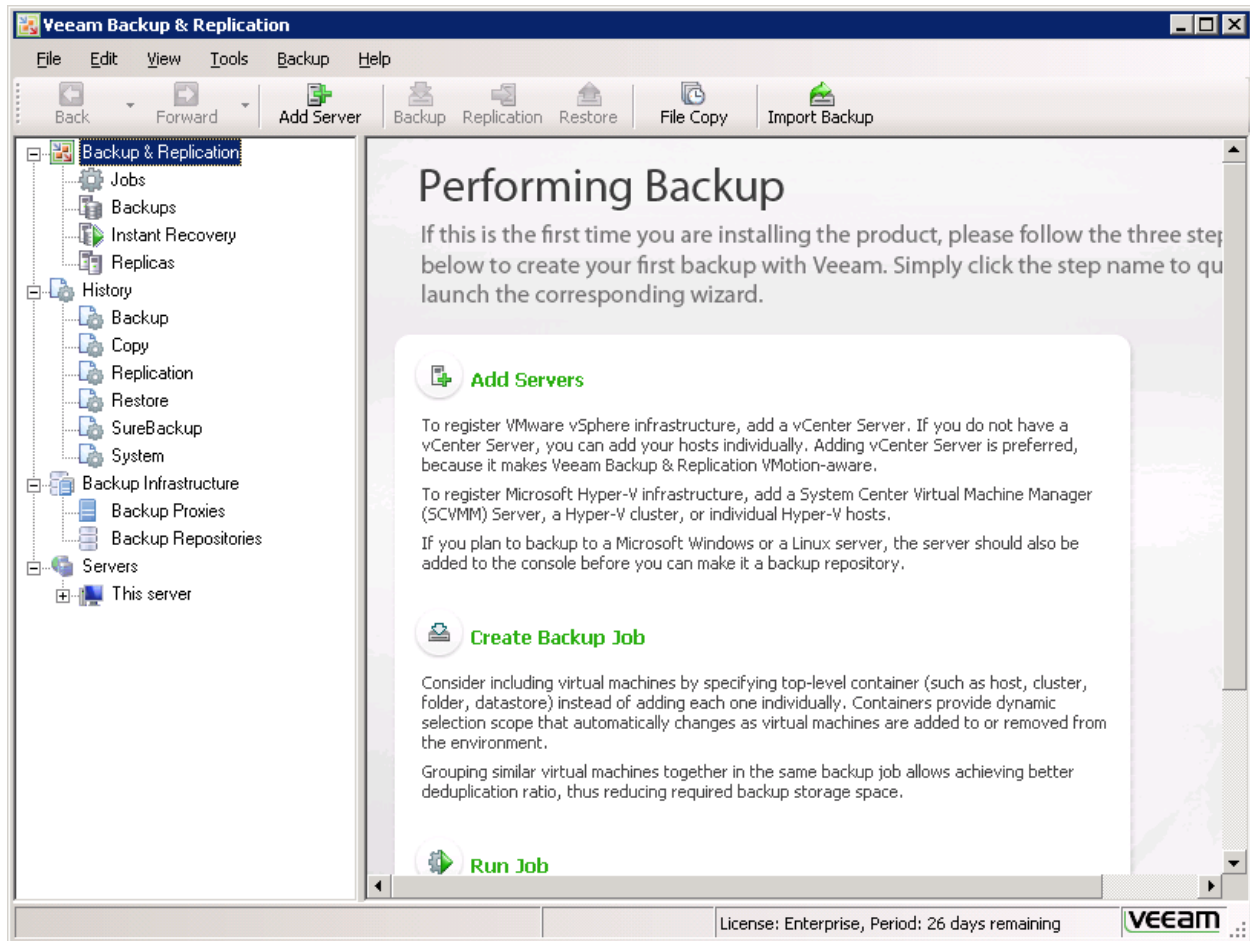 Veeam Backup & Replication
File Edit View Tools Backup Help
Back Forward Add Server Backup Replication Restore File Copy Import Backup
Backup & Replication
Jobs
Backups
Instant Recovery
Replicas
History
Backup
Copy
Replication
Restore
SureBackup
System
Backup Infrastructure
Backup Proxies
Backup Repositories
Servers
This server
Performing Backup
If this is the first time you are installing the product, please follow the three step
below to create your first backup with Veeam. Simply click the step name to qu
launch the corresponding wizard.
Add Servers
To register VMware vSphere infrastructure, add a vCenter Server. If you do not have a
vCenter Server, you can add your hosts individually. Adding vCenter Server is preferred,
because it makes Veeam Backup & Replication VMotion-aware.
To register Microsoft Hyper-V infrastructure, add a System Center Virtual Machine Manager
(SCVMM) Server, a Hyper-V cluster, or individual Hyper-V hosts.
If you plan to backup to a Microsoft Windows or a Linux server, the server should also be
added to the console before you can make it a backup repository.
Create Backup Job
Consider including virtual machines by specifying top-level container (such as host, cluster,
folder, datastore) instead of adding each one individually. Containers provide dynamic
selection scope that automatically changes as virtual machines are added to or removed from
the environment.
Grouping similar virtual machines together in the same backup job allows achieving better
deduplication ratio, thus reducing required backup storage space.
Run Job
License: Enterprise, Period: 26 days remaining
veeam